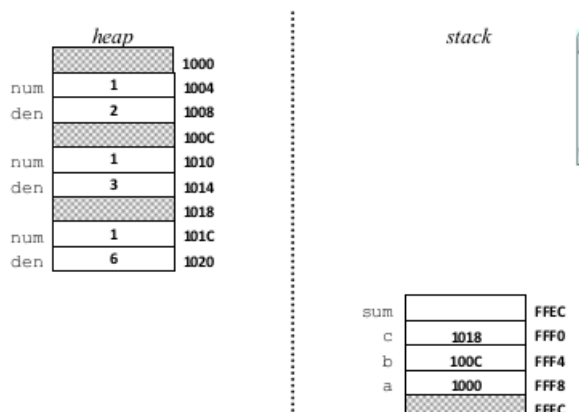 heap
1000
num 1 1004
den 2 1008
100C
num 1 1010
den 3 1014
1018
num 1 101C
den 6 1020
stack
sum FFEC
c 1018 FFF0
b 100C FFF4
a 1000 FFF8
FFFC